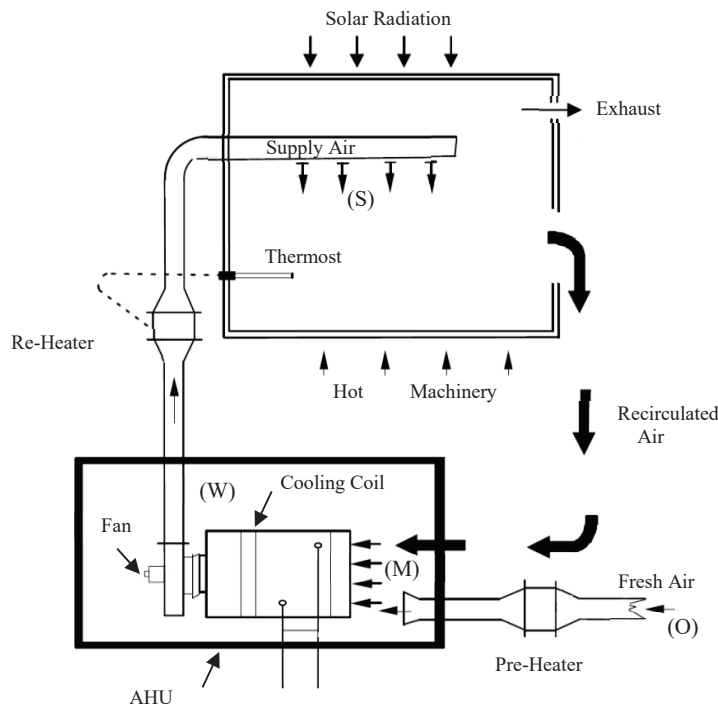 Solar Radiation
Exhaust
Supply Air
(S)
Thermost
Re-Heater
Hot Machinery
Recirculated
Air
(W)
Cooling Coil
Fan
(M)
Fresh Air
(O)
Pre-Heater
AHU